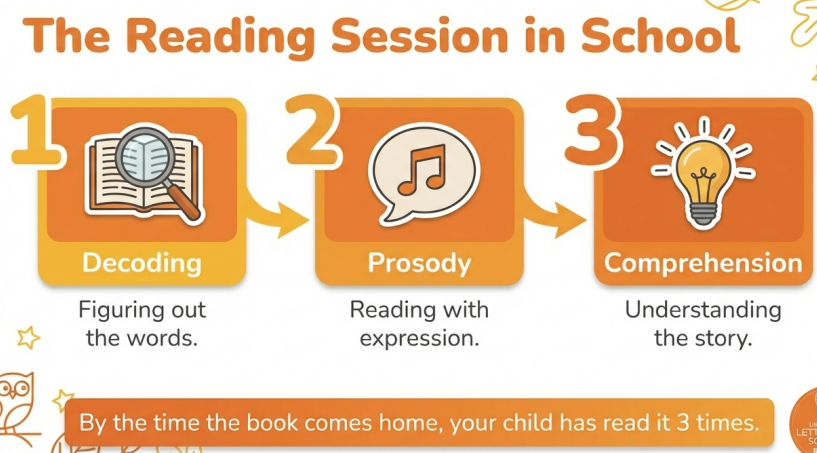 The Reading Session in School
1
2
3
Decoding
Prosody
Comprehension
Figuring out
the words.
Reading with
expression.
Understanding
the story.
By the time the book comes home, your child has read it 3 times.